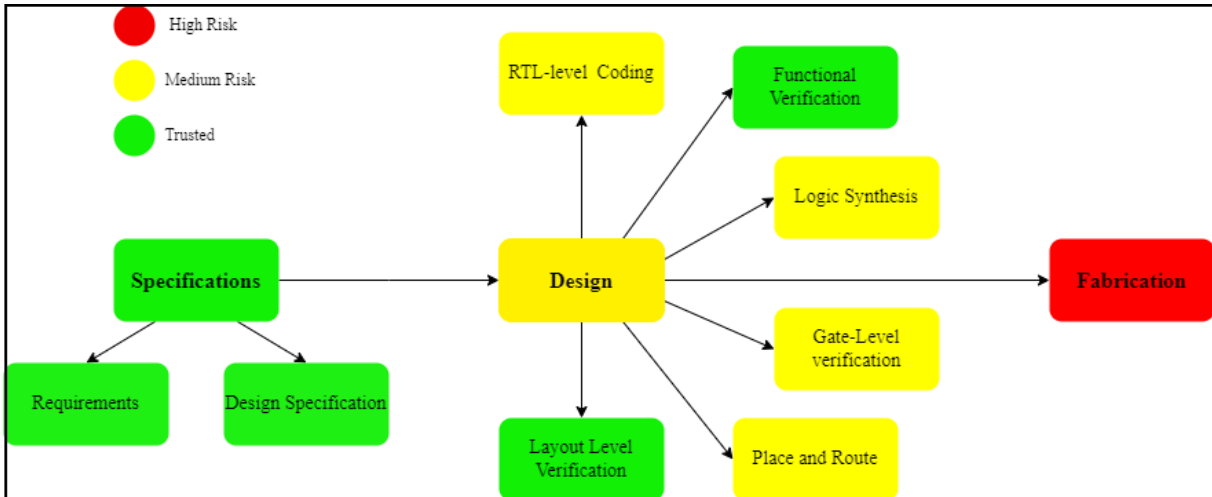 High Risk
Medium Risk
Trusted
RTL-level Coding
Functional
Verification
Logic Synthesis
Specifications
Design
Fabrication
Gate-Level
verification
Requirements
Design Specification
Layout Level
Verification
Place and Route